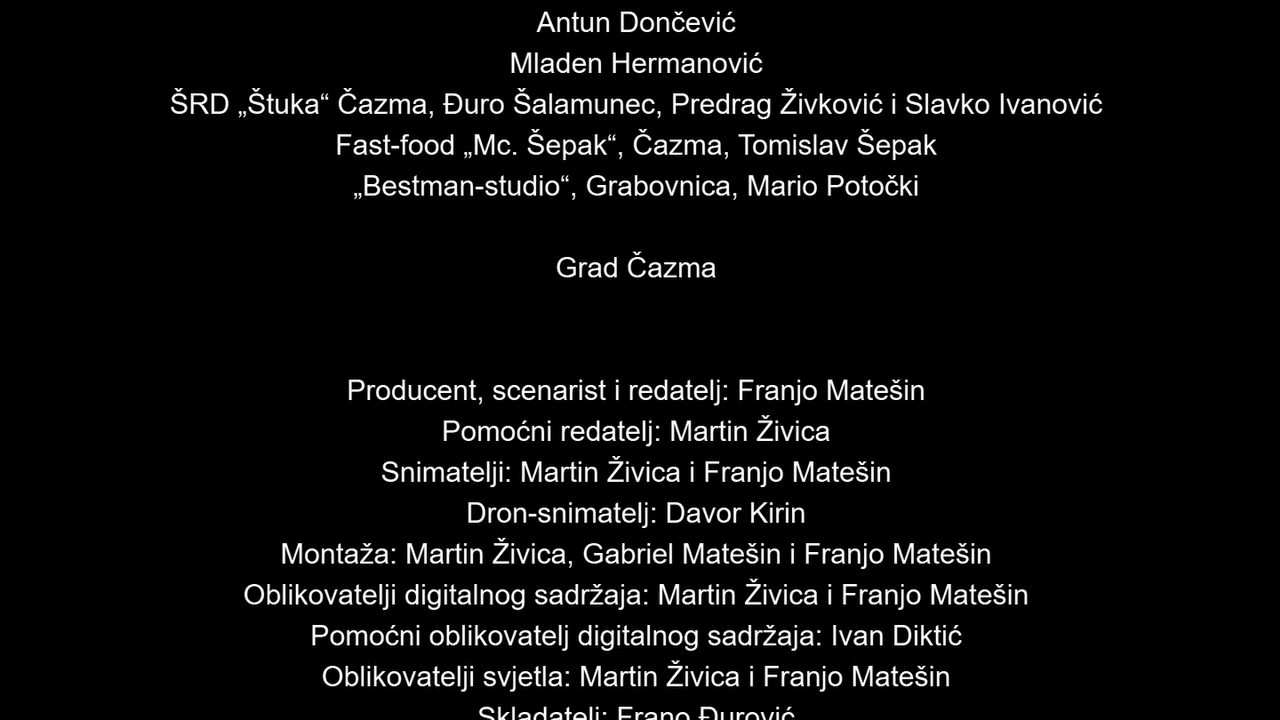 Antun Dončević
Mladen Hermanović
ŠRD „Štuka“ Čazma, Đuro Šalamunec, Predrag Živković i Slavko Ivanović
Fast-food „Mc. Šepak“, Čazma, Tomislav Šepak
„Bestman-studio“, Grabovnica, Mario Potočki
Grad Čazma
Producent, scenarist i redatelj: Franjo Matešin
Pomoćni redatelj: Martin Živica
Snimatelji: Martin Živica i Franjo Matešin
Dron-snimatelj: Davor Kirin
Montaža: Martin Živica, Gabriel Matešin i Franjo Matešin
Oblikovatelji digitalnog sadržaja: Martin Živica i Franjo Matešin
Pomoćni oblikovatelj digitalnog sadržaja: Ivan Diktić
Oblikovatelji svjetla: Martin Živica i Franjo Matešin
Skladatelj: Frano Đurović